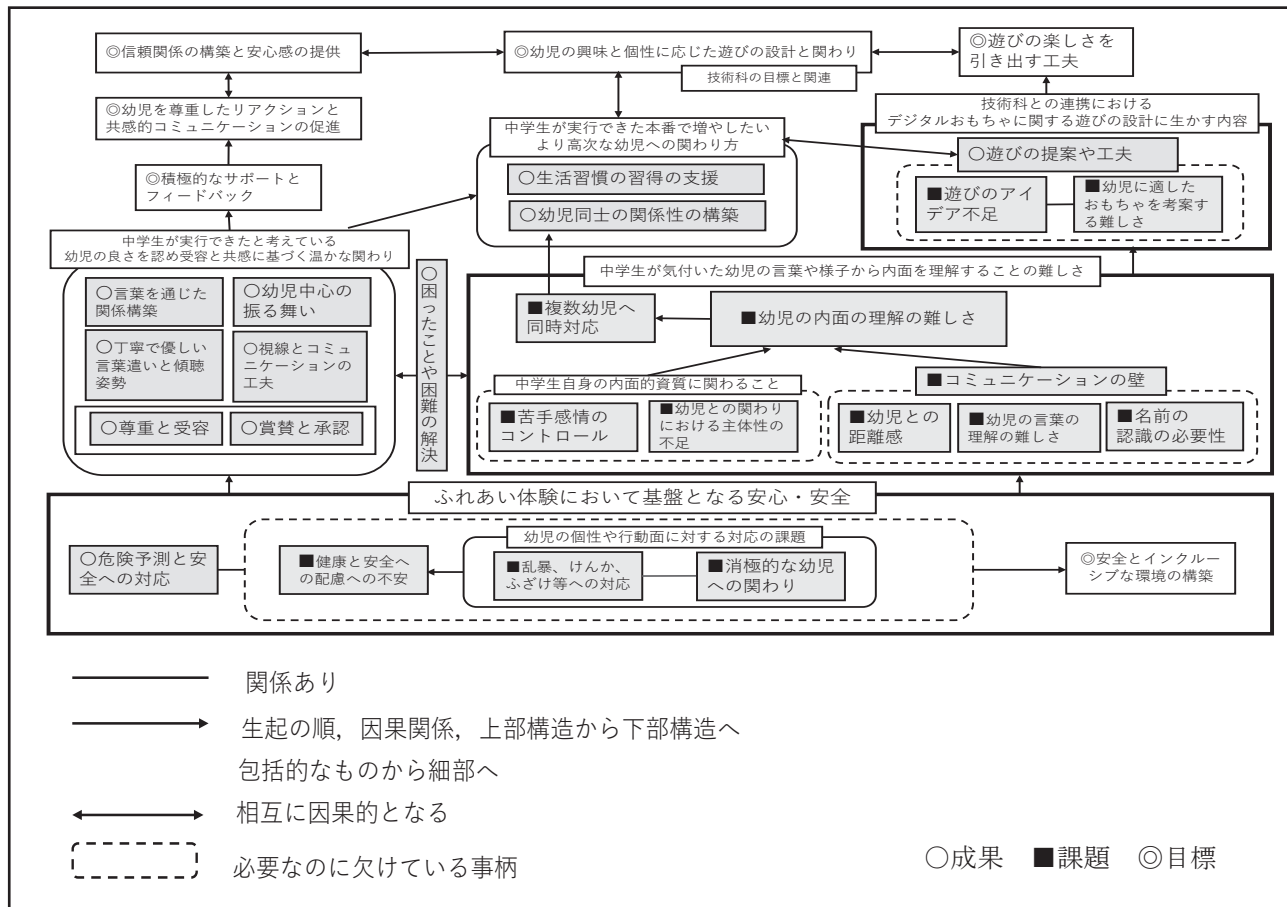 ◎信頼関係の構築と安心感の提供
◎幼児の興味と個性に応じた遊びの設計と関わり
技術科の目標と関連
◎遊びの楽しさを
引き出す工夫
◎幼児を尊重したリアクションと
共感的コミュニケーションの促進
◎積極的なサポートと
フィードバック
中学生が実行できた本番で増やしたい
より高次な幼児への関わり方
○生活習慣の習得の支援
○幼児同士の関係性の構築
技術科との連携における
デジタルおもちゃに関する遊びの設計に生かす内容
○遊びの提案や工夫
■遊びのアイ
デア不足
■幼児に適した
おもちゃを考案す
る難しさ
中学生が実行できたと考えている
幼児の良さを認め受容と共感に基づく温かな関わり
○言葉を通じた
関係構築
○幼児中心の
振る舞い
○丁寧で優しい
言葉遣いと傾聴
姿勢
○視線とコミュ
ニケーションの
工夫
○尊重と受容
○賞賛と承認
○困ったことや困難の解決
中学生が気付いた幼児の言葉や様子から内面を理解することの難しさ
■複数幼児へ
同時対応
■幼児の内面の理解の難しさ
中学生自身の内面的資質に関わること
■苦手感情の
コントロール
■幼児との関わり
における主体性の
不足
■コミュニケーションの壁
■幼児との
距離感
■幼児の言葉の
理解の難しさ
■名前の
認識の必要性
ふれあい体験において基盤となる安心・安全
○危険予測と安
全への対応
■健康と安全へ
の配慮への不安
幼児の個性や行動面に対する対応の課題
■乱暴、けんか、
ふざけ等への対応
■消極的な幼児
への関わり
◎安全とインクルー
シブな環境の構築
関係あり
生起の順，因果関係，上部構造から下部構造へ
包括的なものから細部へ
相互に因果的となる
必要なのに欠けている事柄
○成果 ■課題 ◎目標